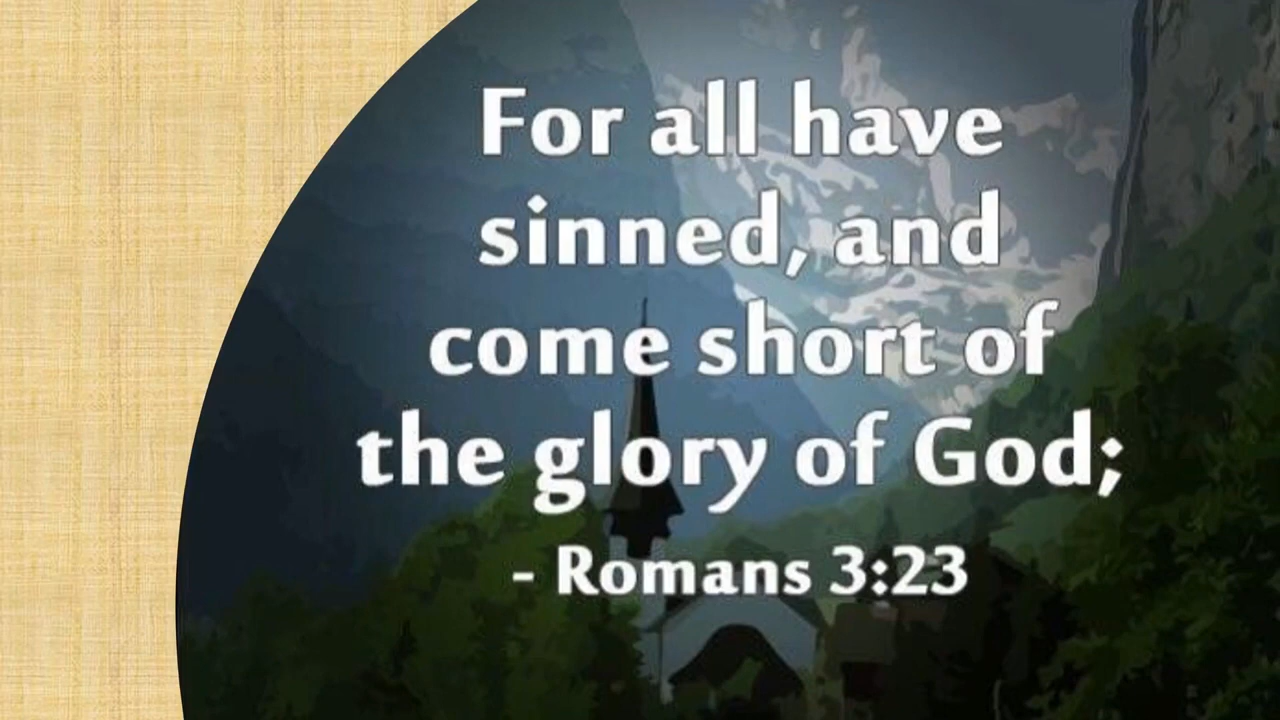 For all have
sinned, and
come short of
the glory of God;
- Romans 3:23